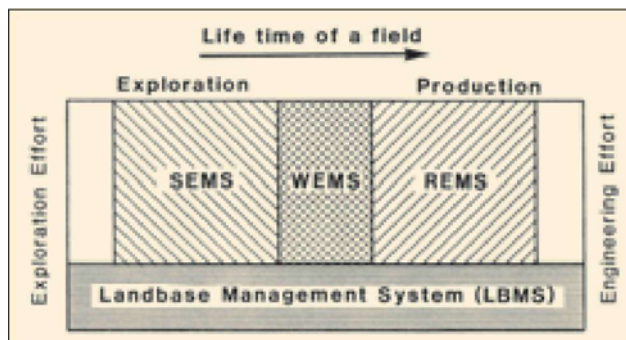 Life time of a field
Exploration Production
Exploration Effort
SEMS WEMS REMS
Engineering Effort
Landbase Management System (LBMS)